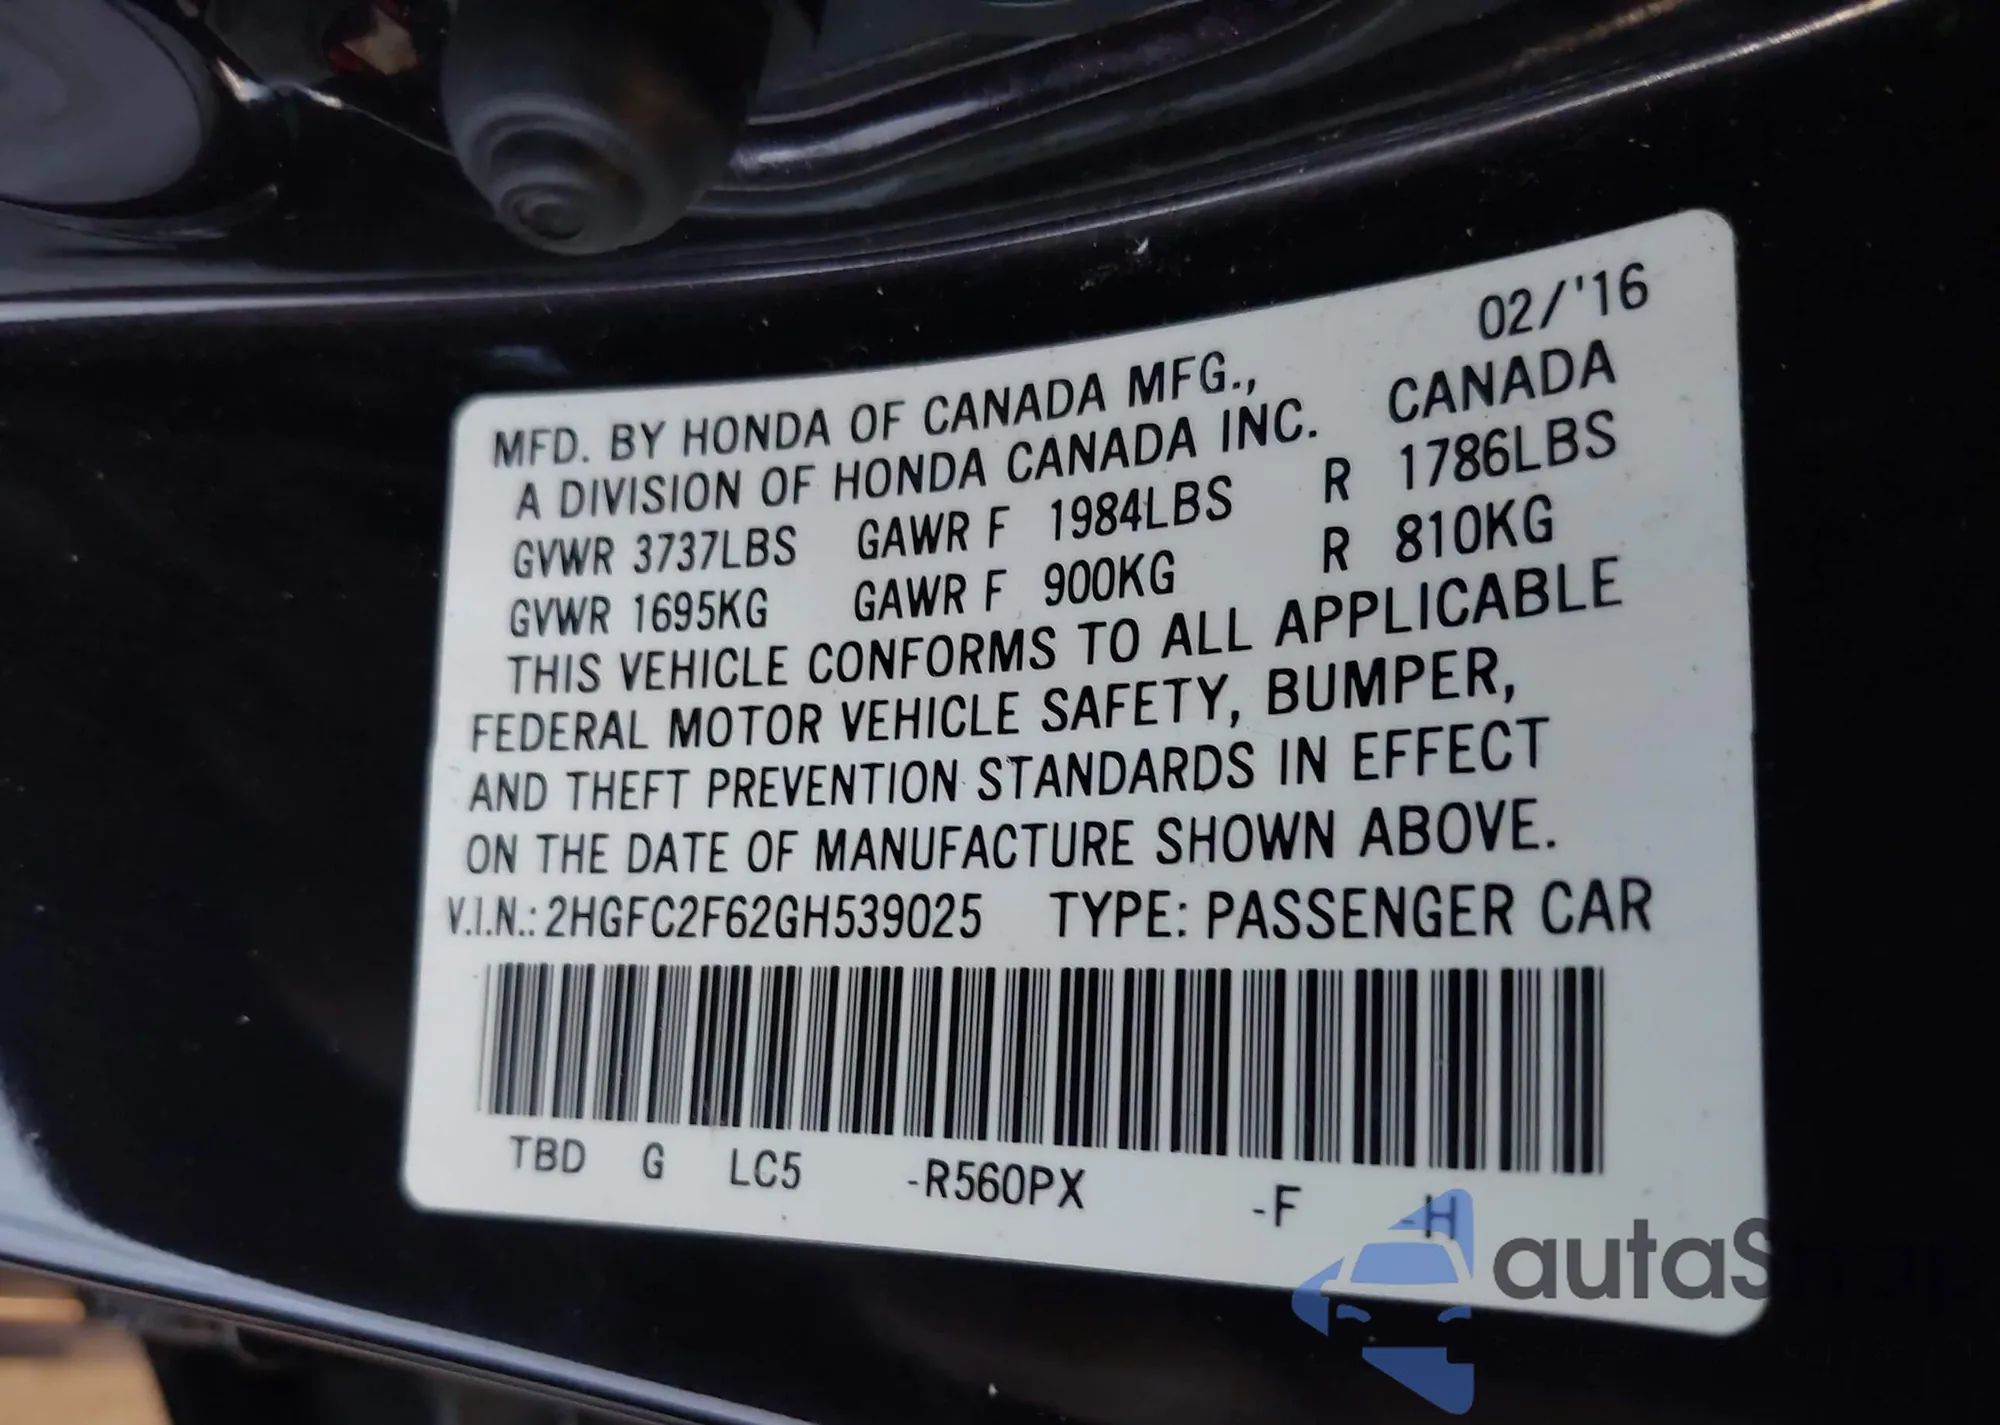 02/'16
MFD. BY HONDA OF CANADA MFG.,
A DIVISION OF HONDA CANADA INC. CANADA
GVWR 3737LBS GAWR F 1984LBS R 1786LBS
GVWR 1695KG GAWR F 900KG R 810KG
THIS VEHICLE CONFORMS TO ALL APPLICABLE
FEDERAL MOTOR VEHICLE SAFETY, BUMPER,
AND THEFT PREVENTION STANDARDS IN EFFECT
ON THE DATE OF MANUFACTURE SHOWN ABOVE.
V.I.N.: 2HGFC2F62GH539025 TYPE: PASSENGER CAR
TBD G LC5 -R560PX -F -H
autaShop